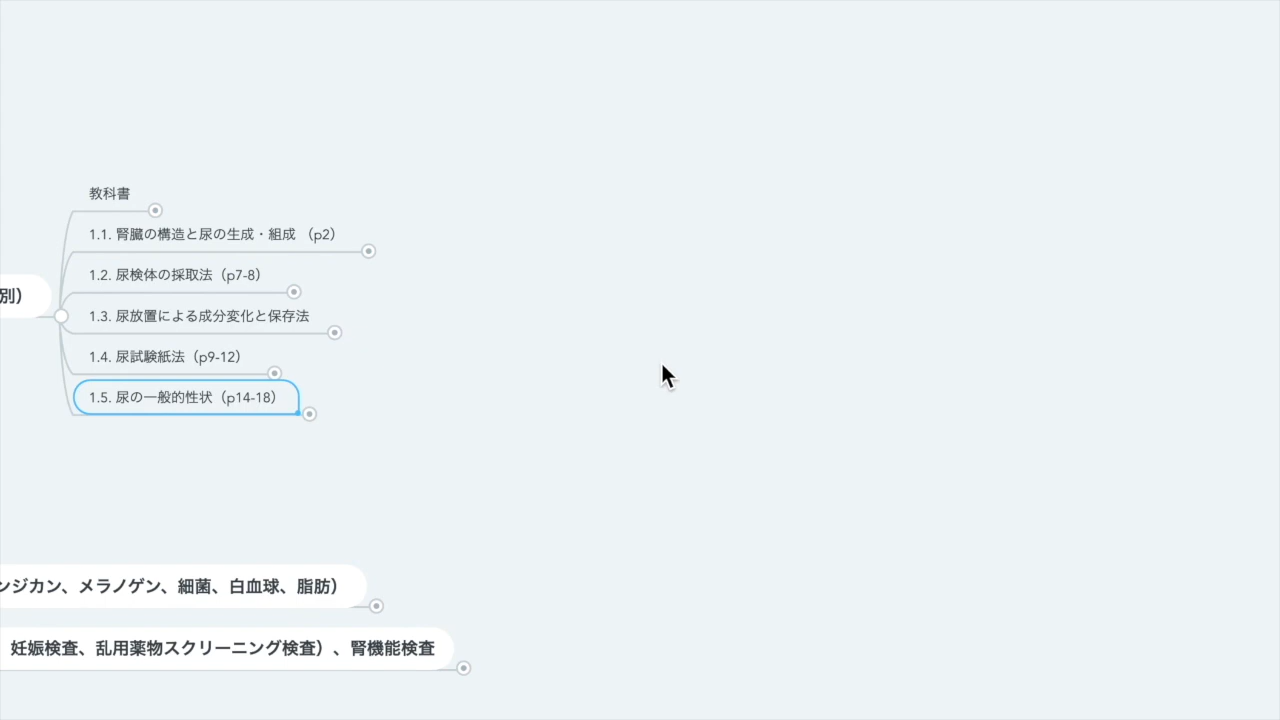 教科書
1.1. 腎臓の構造と尿の生成・組成 （p2）
1.2. 尿検体の採取法（p7-8）
別）
1.3. 尿放置による成分変化と保存法
1.4. 尿試験紙法（p9-12）
1.5. 尿の一般的性状（p14-18）
ンジカン、メラノゲン、細菌、白血球、脂肪）
妊娠検査、乱用薬物スクリーニング検査）、腎機能検査